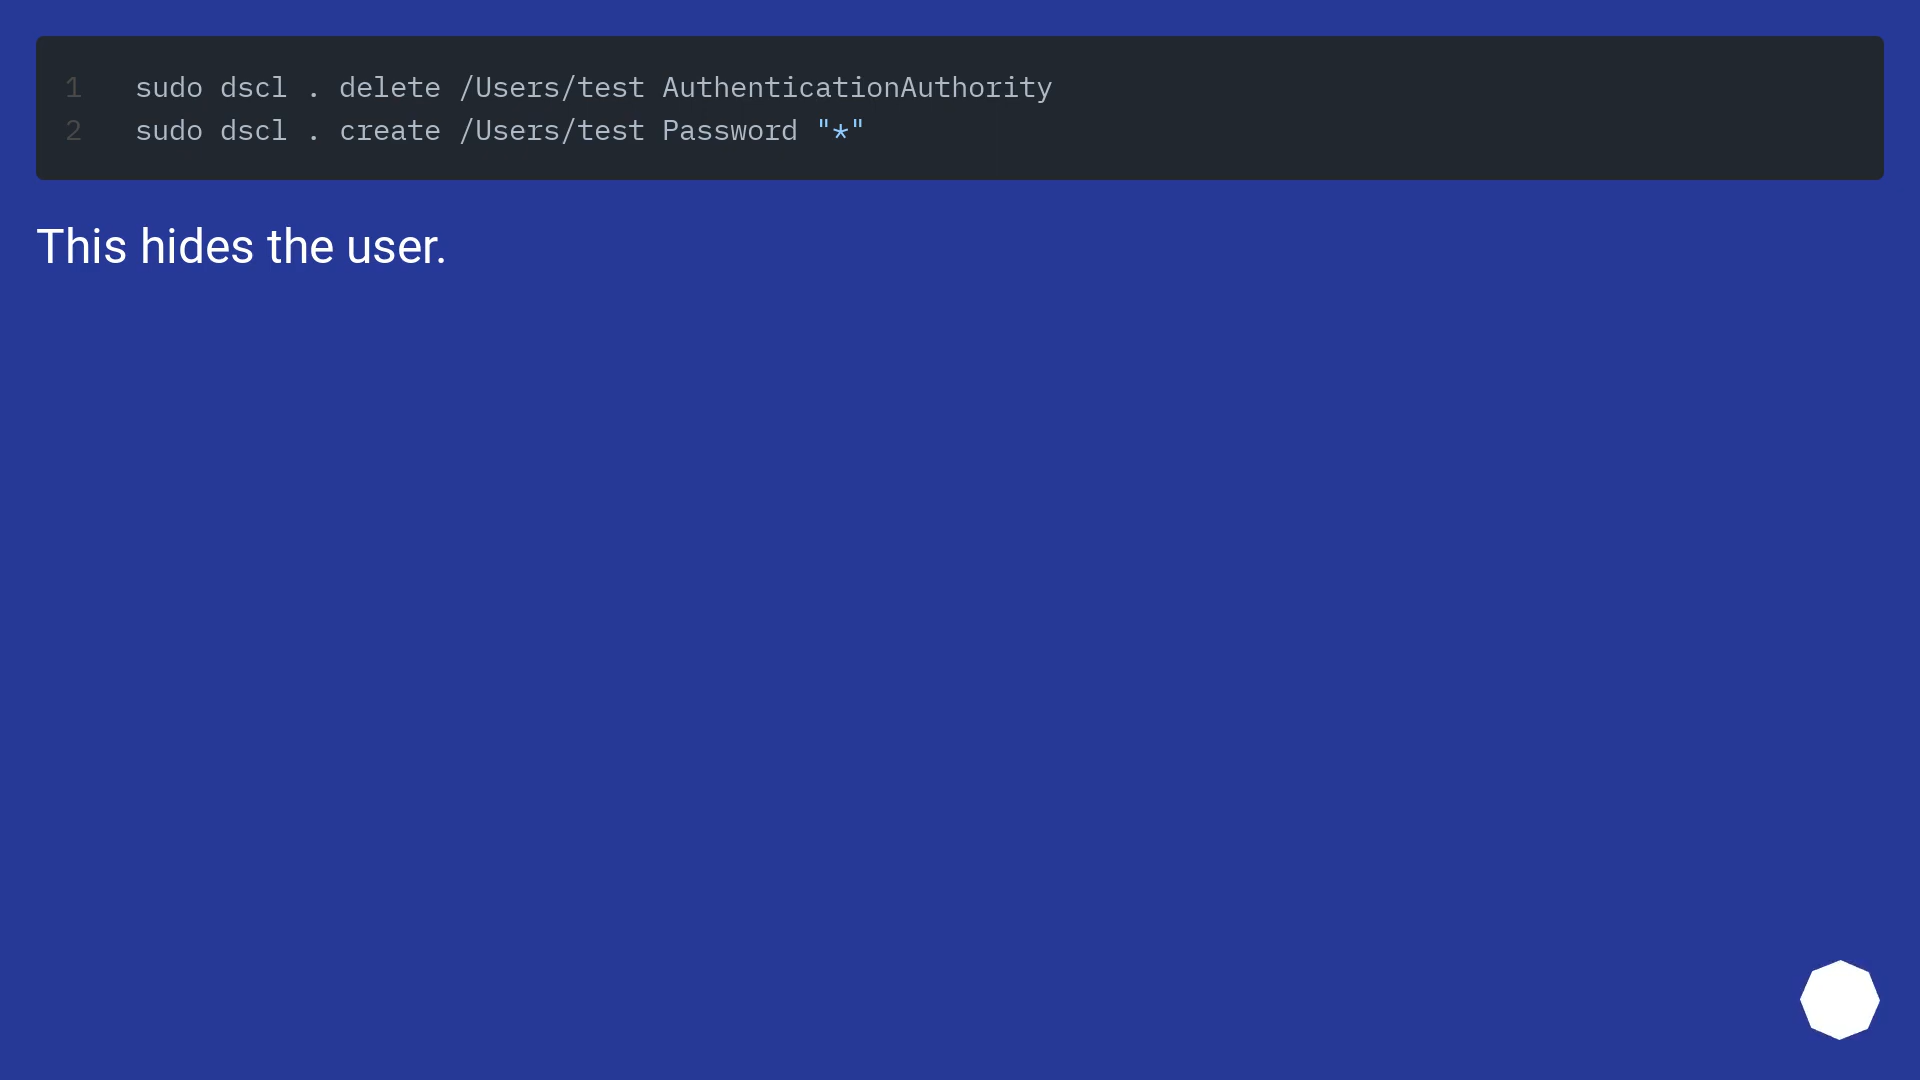 1 sudo dscl . delete /Users/test AuthenticationAuthority
2 sudo dscl . create /Users/test Password "*"
This hides the user.